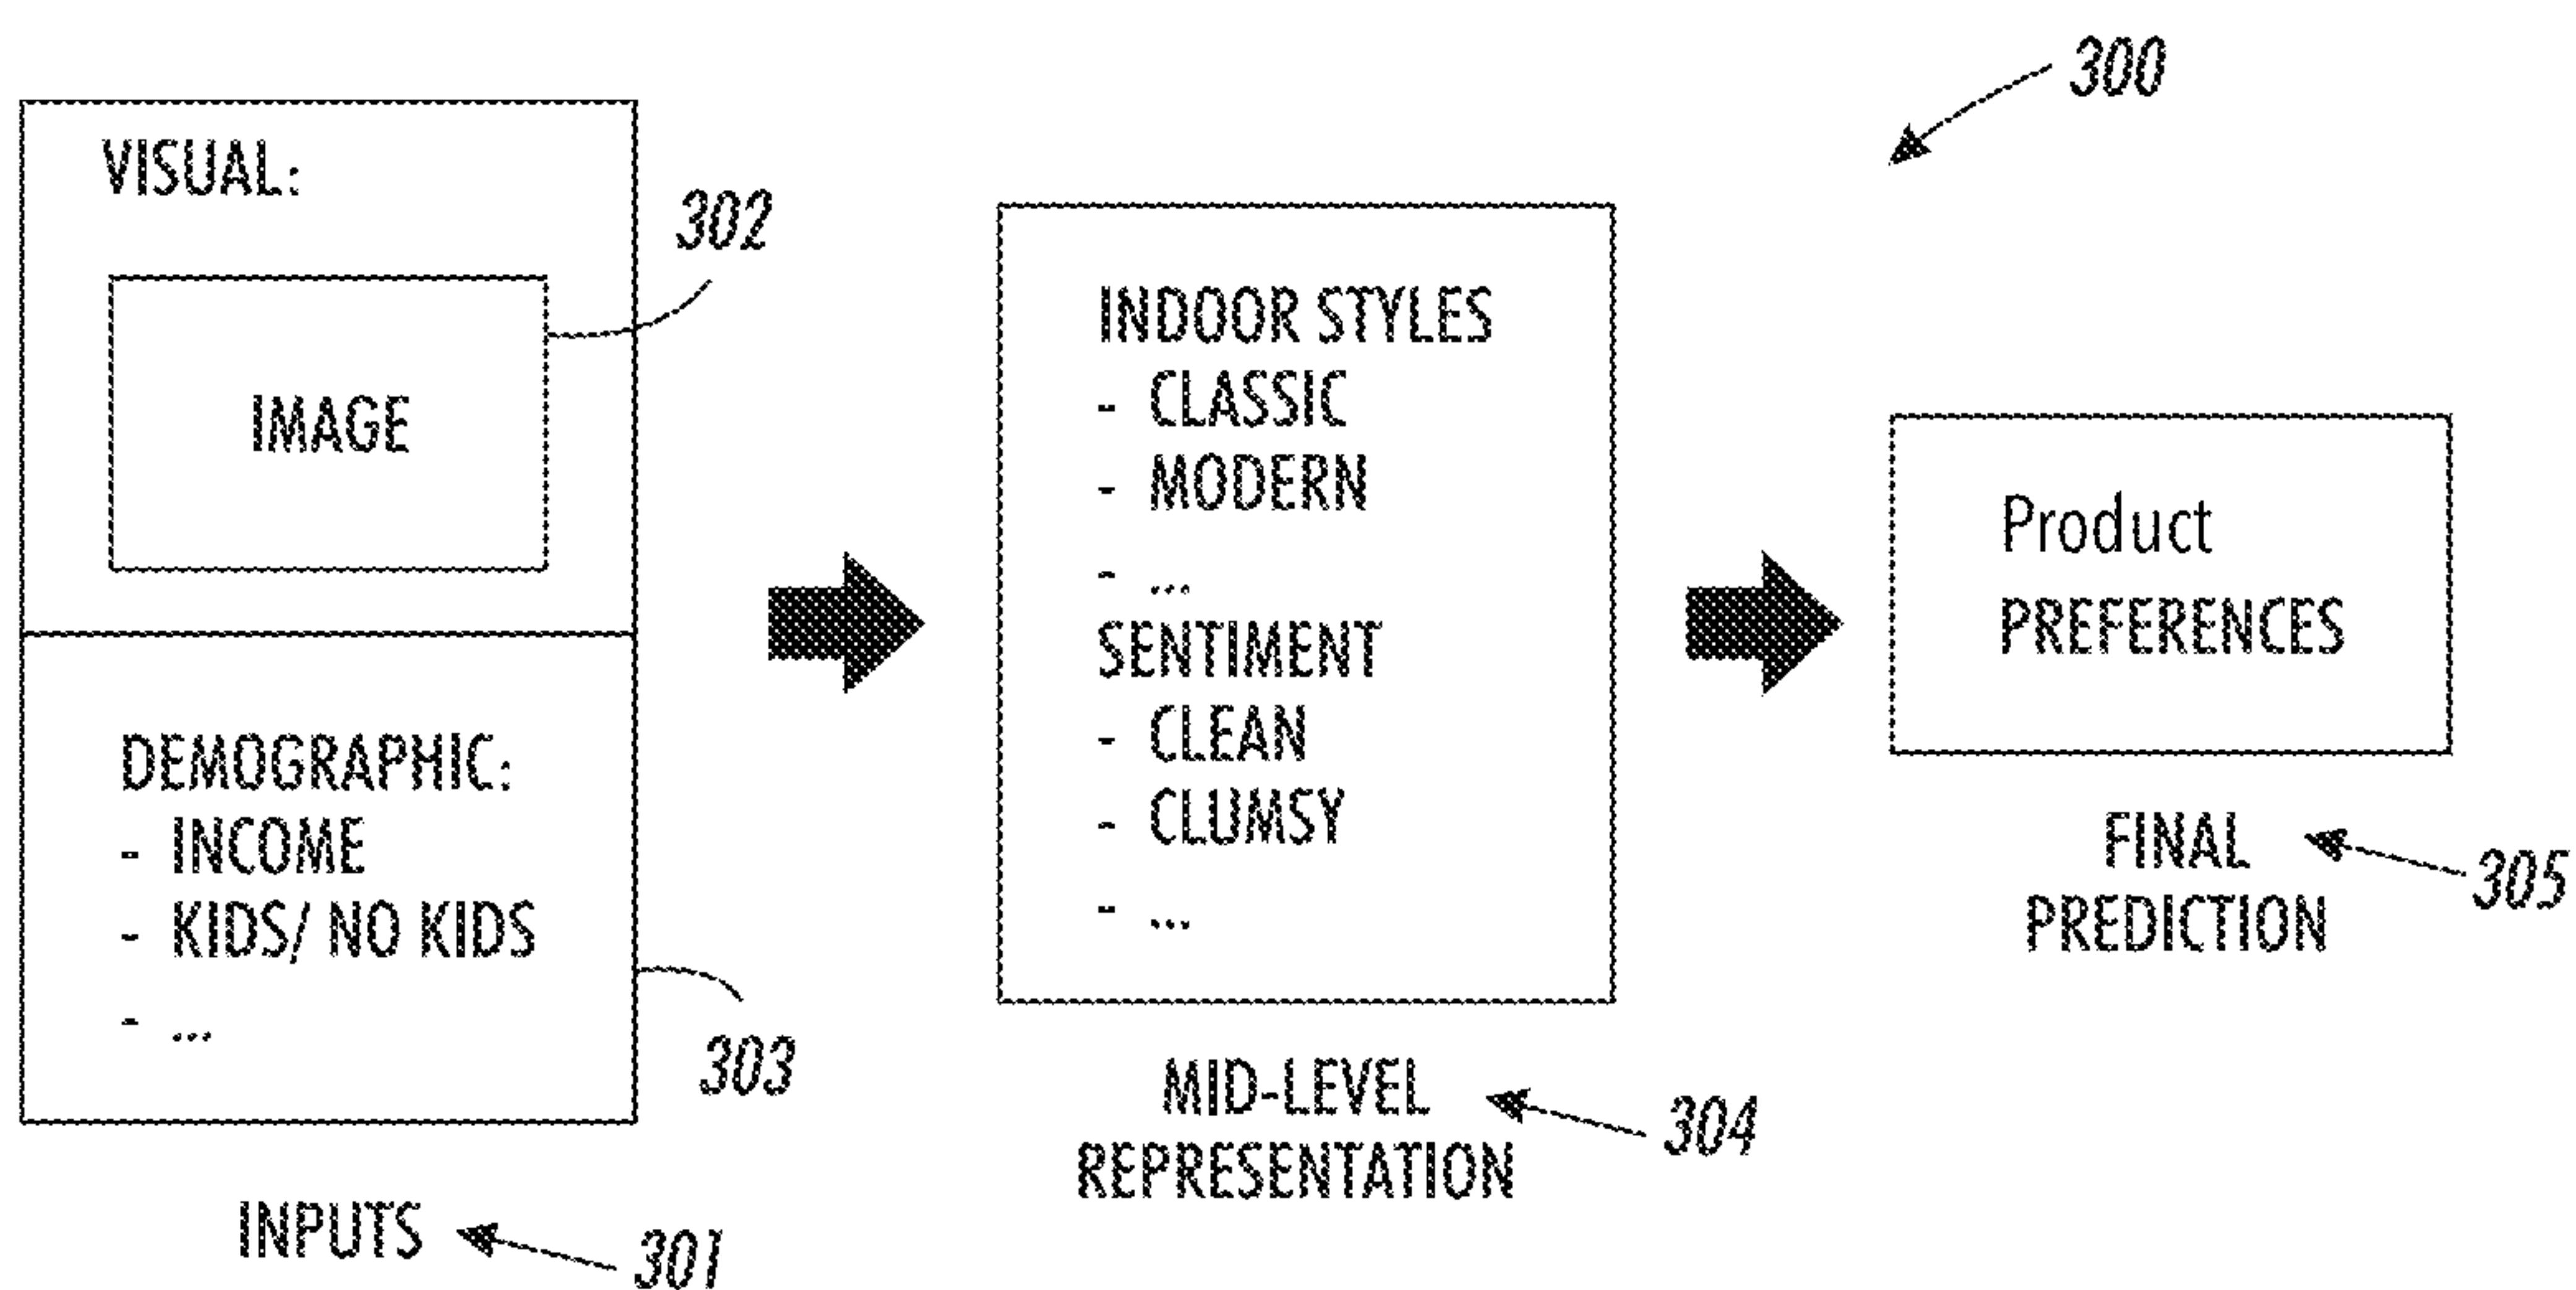 300
VISUAL:
302
IMAGE
DEMOGRAPHIC:
- INCOME
- KIDS/ NO KIDS
- ...
303
INPUTS
301
INDOOR STYLES
- CLASSIC
- MODERN
- ...
SENTIMENT
- CLEAN
- CLUMSY
- ...
MID-LEVEL
REPRESENTATION
304
Product
PREFERENCES
FINAL
PREDICTION
305